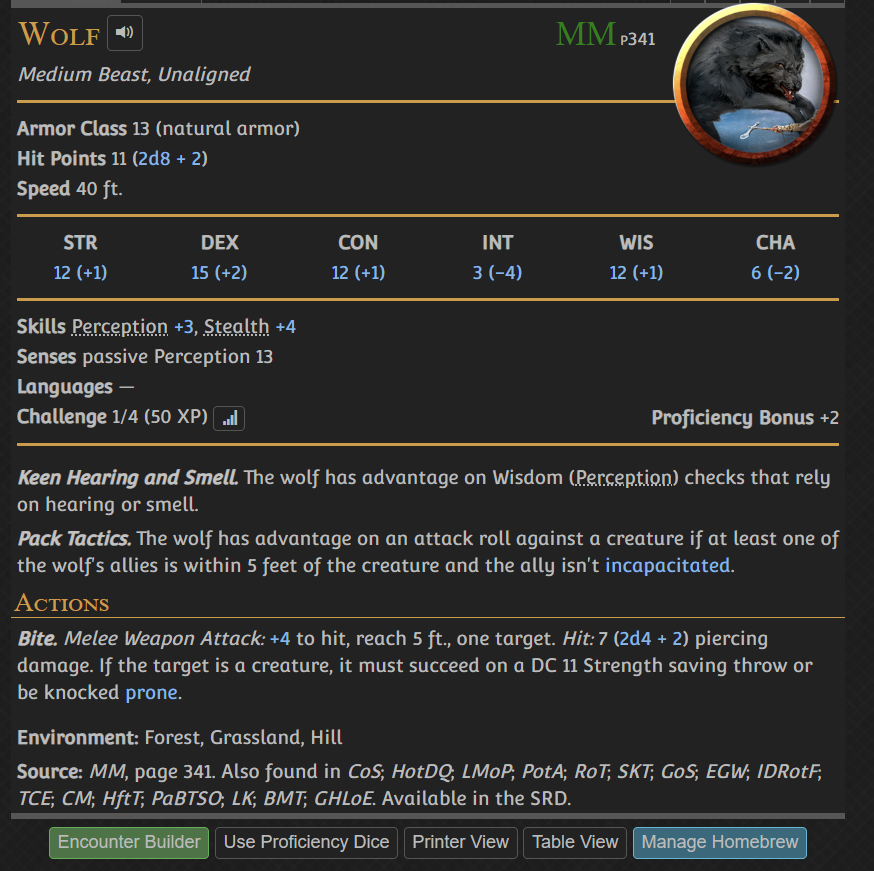 Wolf
MM P341
Medium Beast, Unaligned
Armor Class 13 (natural armor)
Hit Points 11 (2d8 + 2)
Speed 40 ft.
STR DEX CON INT WIS CHA
12 (+1) 15 (+2) 12 (+1) 3 (−4) 12 (+1) 6 (−2)
Skills Perception +3, Stealth +4
Senses passive Perception 13
Languages —
Challenge 1/4 (50 XP) Proficiency Bonus +2
Keen Hearing and Smell. The wolf has advantage on Wisdom (Perception) checks that rely
on hearing or smell.
Pack Tactics. The wolf has advantage on an attack roll against a creature if at least one of
the wolf's allies is within 5 feet of the creature and the ally isn't incapacitated.
Actions
Bite. Melee Weapon Attack: +4 to hit, reach 5 ft., one target. Hit: 7 (2d4 + 2) piercing
damage. If the target is a creature, it must succeed on a DC 11 Strength saving throw or
be knocked prone.
Environment: Forest, Grassland, Hill
Source: MM, page 341. Also found in CoS; HotDQ; LMoP; PotA; RoT; SKT; GoS; EGW; IDRotF;
TCE; CM; HftT; PaBTSO; LK; BMT; GHLoE. Available in the SRD.
Encounter Builder Use Proficiency Dice Printer View Table View Manage Homebrew